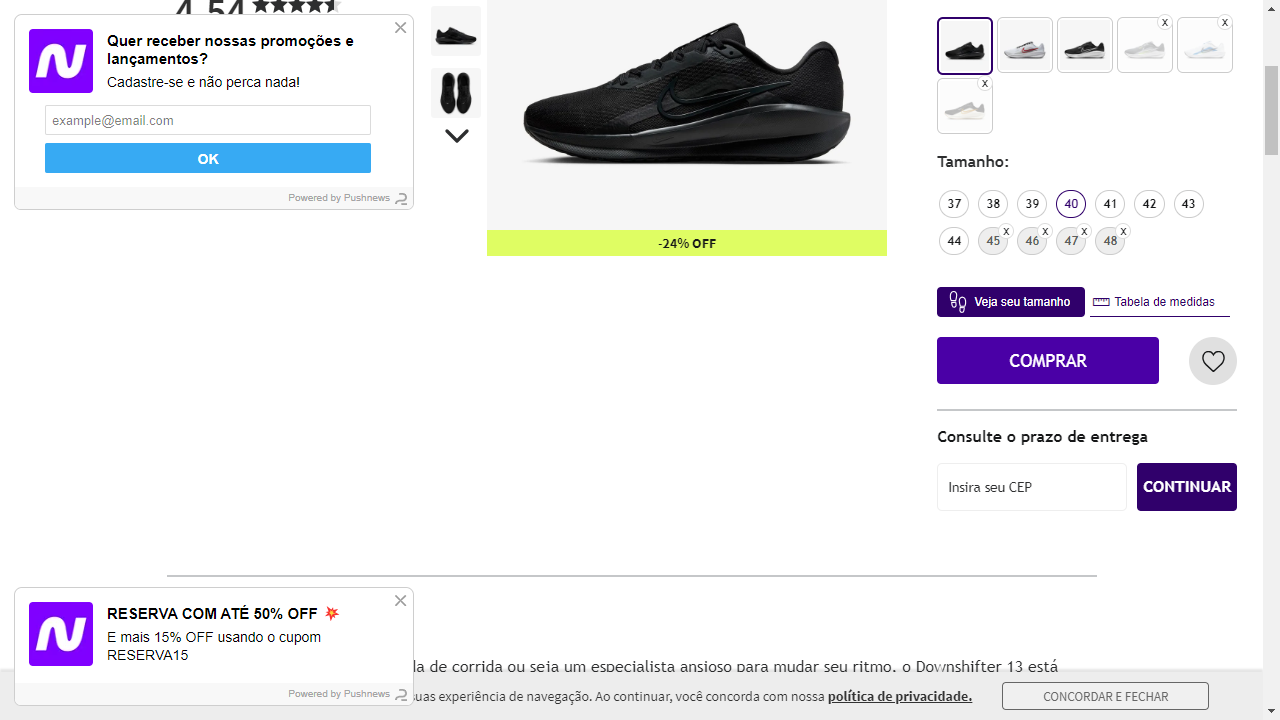 4.54
Quer receber nossas promoções e
lançamentos?
Cadastre-se e não perca nada!
example@email.com
OK
Powered by Pushnews
-24% OFF
X
X
X
Tamanho:
37 38 39 40 41 42 43
44 45 X 46 X 47 X 48 X
Veja seu tamanho
Tabela de medidas
COMPRAR
Consulte o prazo de entrega
Insira seu CEP
CONTINUAR
RESERVA COM ATÉ 50% OFF 💥
E mais 15% OFF usando o cupom
RESERVA15
Powered by Pushnews
de corrida ou seja um especialista ansioso para mudar seu ritmo, o Downshifter 13 está
suas experiência de navegação. Ao continuar, você concorda com nossa política de privacidade.
CONCORDAR E FECHAR